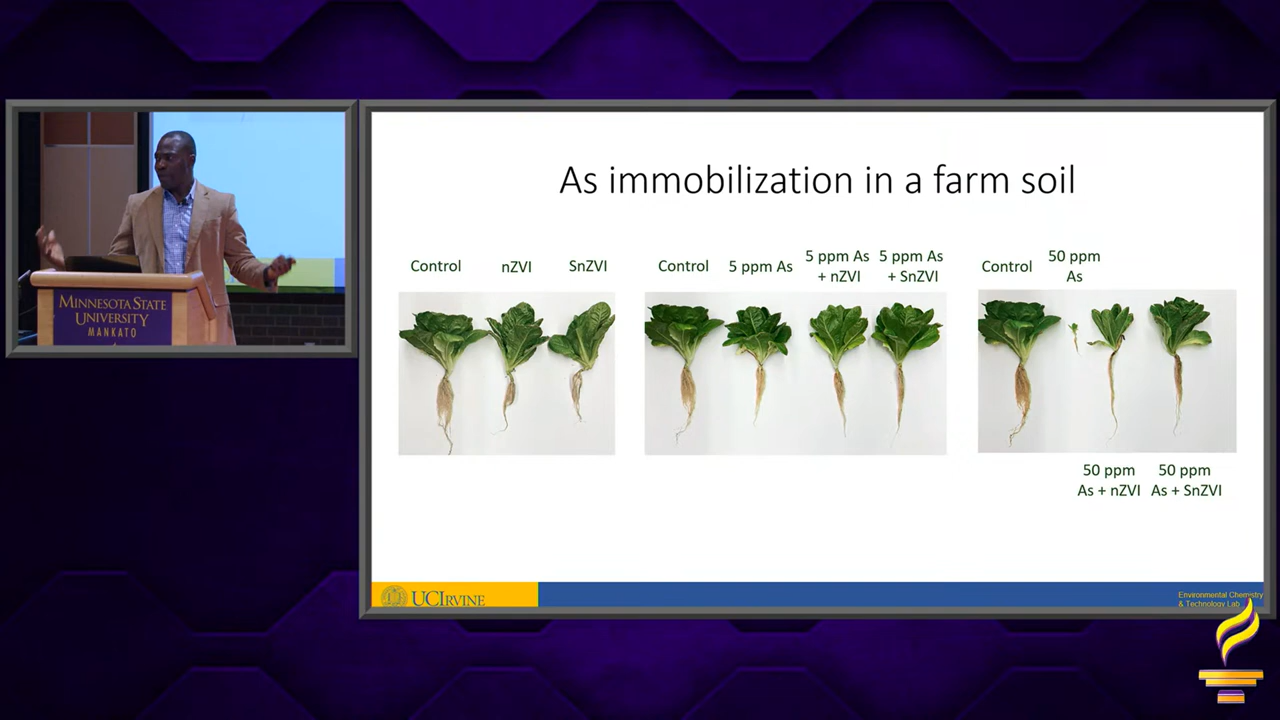 MINNESOTA STATE
UNIVERSITY
MANKATO
As immobilization in a farm soil
Control
nZVI
SnZVI
Control
5 ppm As
5 ppm As
+ nZVI
5 ppm As
+ SnZVI
Control
50 ppm
As
50 ppm
As + nZVI
50 ppm
As + SnZVI
UCIRVINE
Environmental Chemistry
& Technology Lab